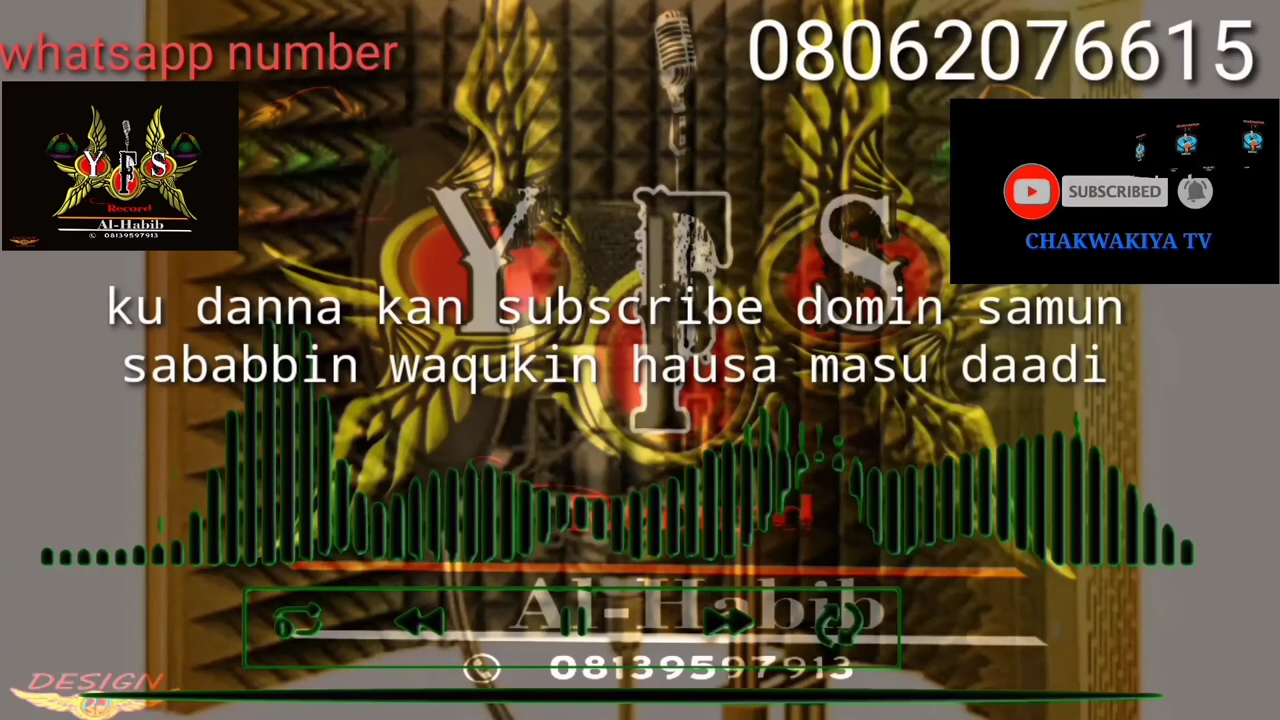 whatsapp number
08062076615
Y F S
Record
Al-Habib
08139597913
SUBSCRIBED
CHAKWAKIYA TV
Y F S
ku danna kan subscribe domin samun
sababbin waqukin hausa masu daadi
Al-Habib
08139597913
DESIGN